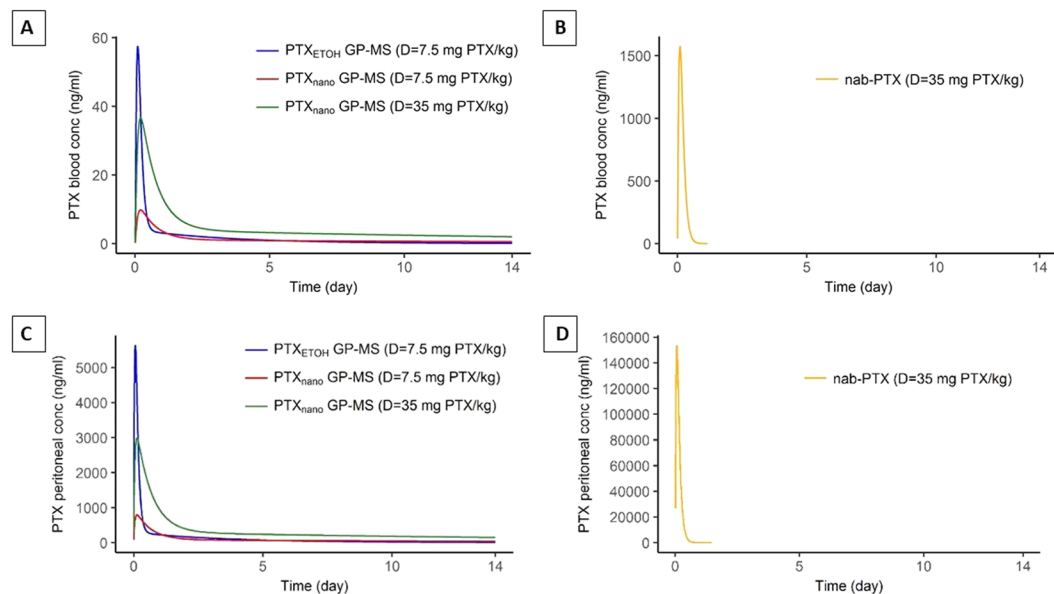 A
PTX blood conc (ng/ml)
60
40
20
0
PTX_ETOH GP-MS (D=7.5 mg PTX/kg)
PTX_nano GP-MS (D=7.5 mg PTX/kg)
PTX_nano GP-MS (D=35 mg PTX/kg)
0 5 10 14
Time (day)
B
PTX blood conc (ng/ml)
1500
1000
500
0
nab-PTX (D=35 mg PTX/kg)
0 5 10 14
Time (day)
C
PTX peritoneal conc (ng/ml)
5000
4000
3000
2000
1000
0
PTX_ETOH GP-MS (D=7.5 mg PTX/kg)
PTX_nano GP-MS (D=7.5 mg PTX/kg)
PTX_nano GP-MS (D=35 mg PTX/kg)
0 5 10 14
Time (day)
D
PTX peritoneal conc (ng/ml)
160000
140000
120000
100000
80000
60000
40000
20000
0
nab-PTX (D=35 mg PTX/kg)
0 5 10 14
Time (day)